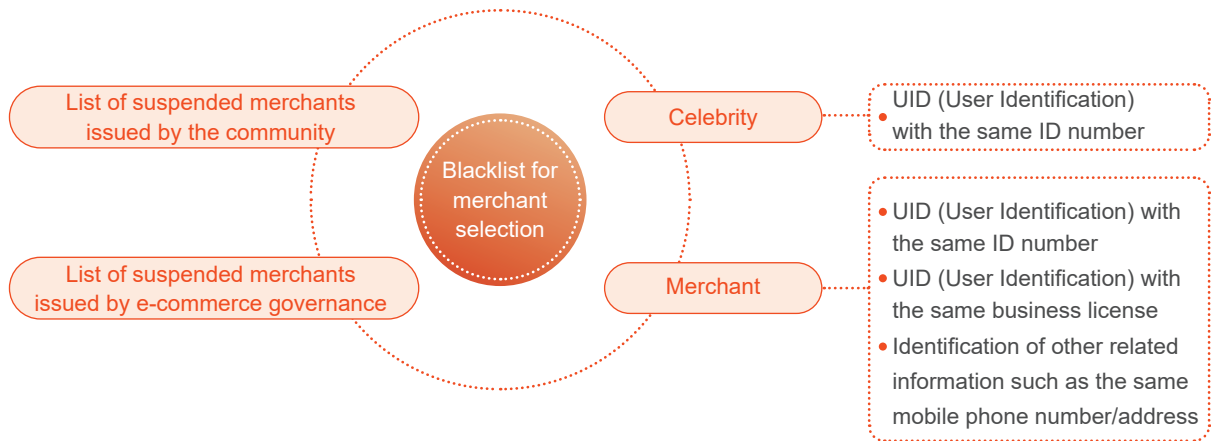 List of suspended merchants
issued by the community
List of suspended merchants
issued by e-commerce governance
Blacklist for
merchant
selection
Celebrity
UID (User Identification)
with the same ID number
Merchant
UID (User Identification) with
the same ID number
UID (User Identification) with
the same business license
Identification of other related
information such as the same
mobile phone number/address